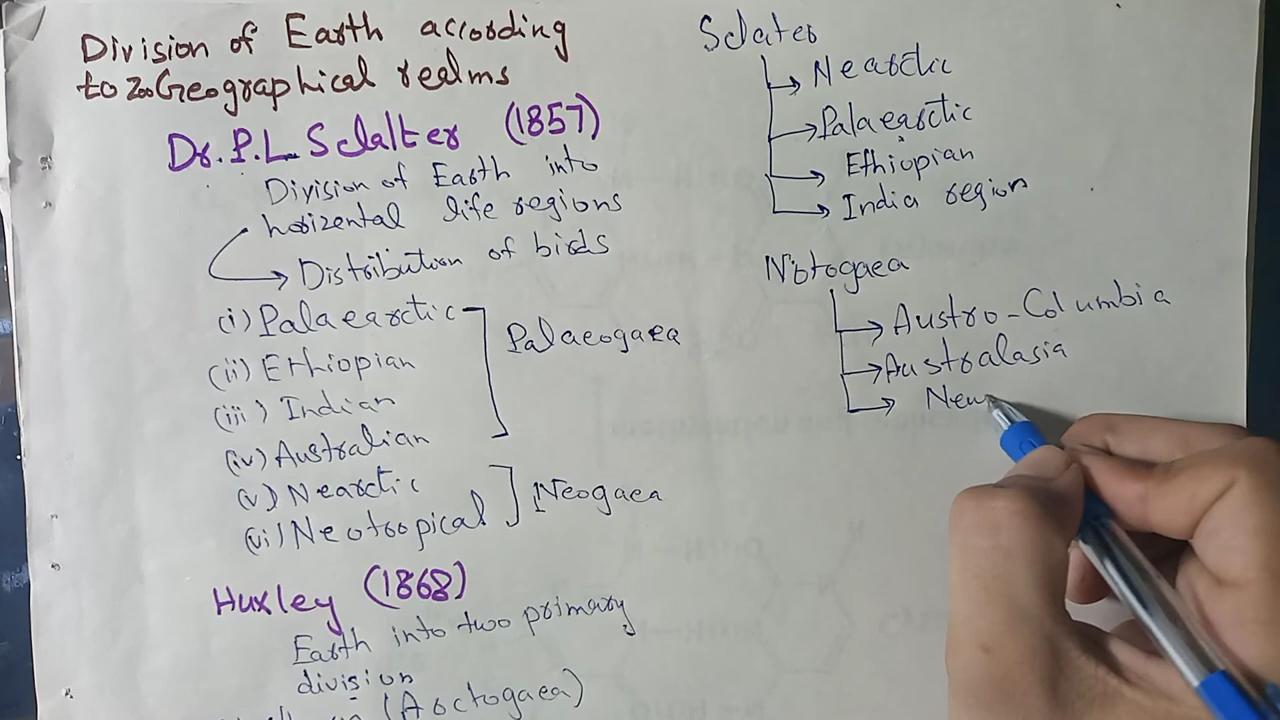 Division of Earth according
to ZooGeographical realms
Dr. P. L. Sclalter (1857)
Division of Earth into
horizental life regions
Distribution of birds
(i) Palaearctic
(ii) Ethiopian
(iii) Indian
(iv) Australian
Palaeogaea
(v) Nearctic
(vi) Neotropical
Neogaea
Huxley (1868)
Earth into two primary
division
(Arctogaea)
Sclater
Nearctic
Palaearctic
Ethiopian
India region
Notogaea
Austro-Columbia
Australasia
New